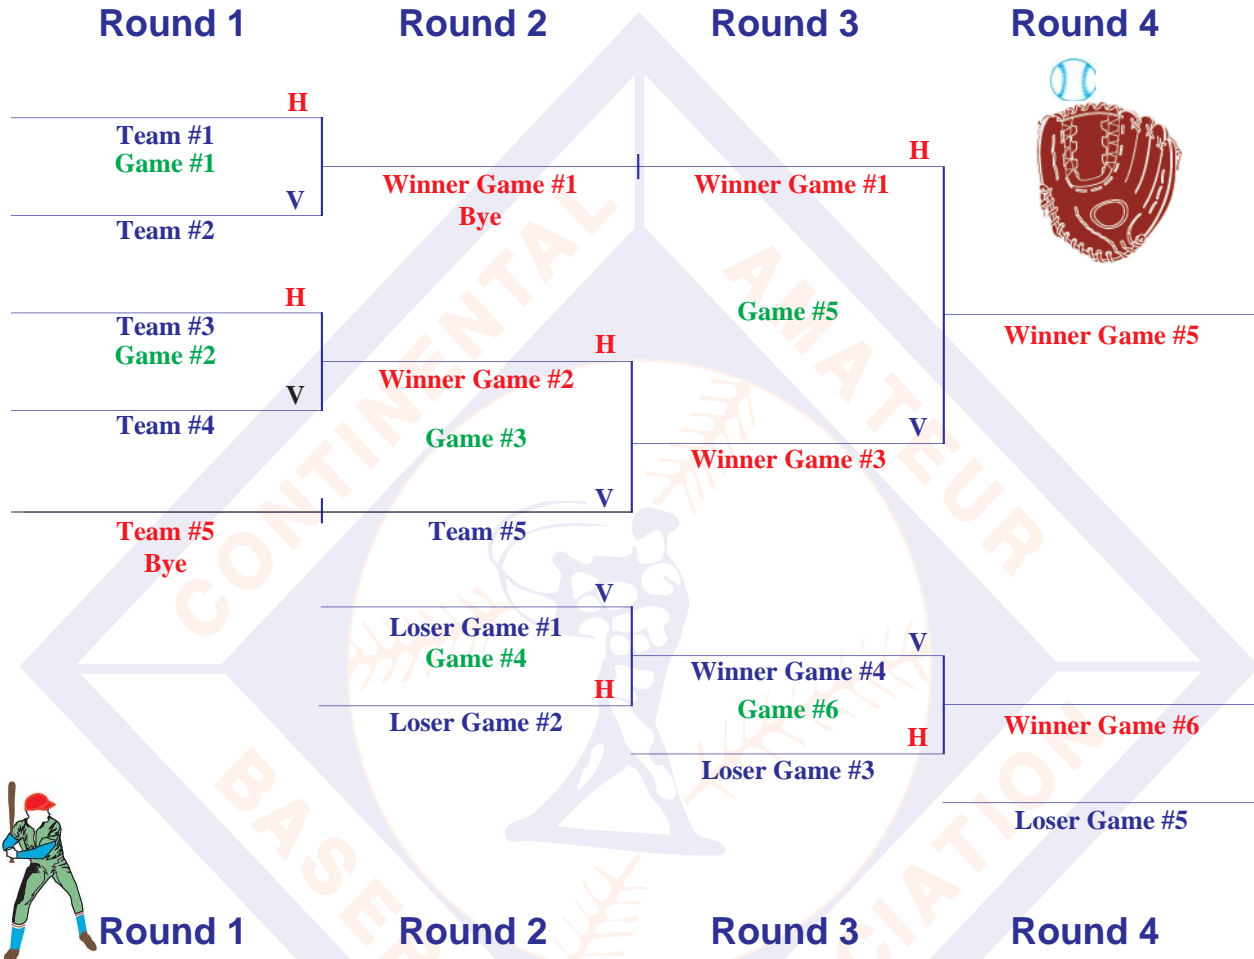 Round 1 Round 2 Round 3 Round 4
H
Team #1
Game #1
V
Team #2
H
Team #3
Game #2
V
Team #4
Team #5
Bye
Winner Game #1
Bye
H
Winner Game #2
Game #3
V
Team #5
V
Loser Game #1
Game #4
H
Loser Game #2
H
Winner Game #1
Game #5
V
Winner Game #3
V
Winner Game #4
Game #6
H
Loser Game #3
Winner Game #5
Winner Game #6
Loser Game #5
Round 1 Round 2 Round 3 Round 4
CONTINENTAL
AMATEUR